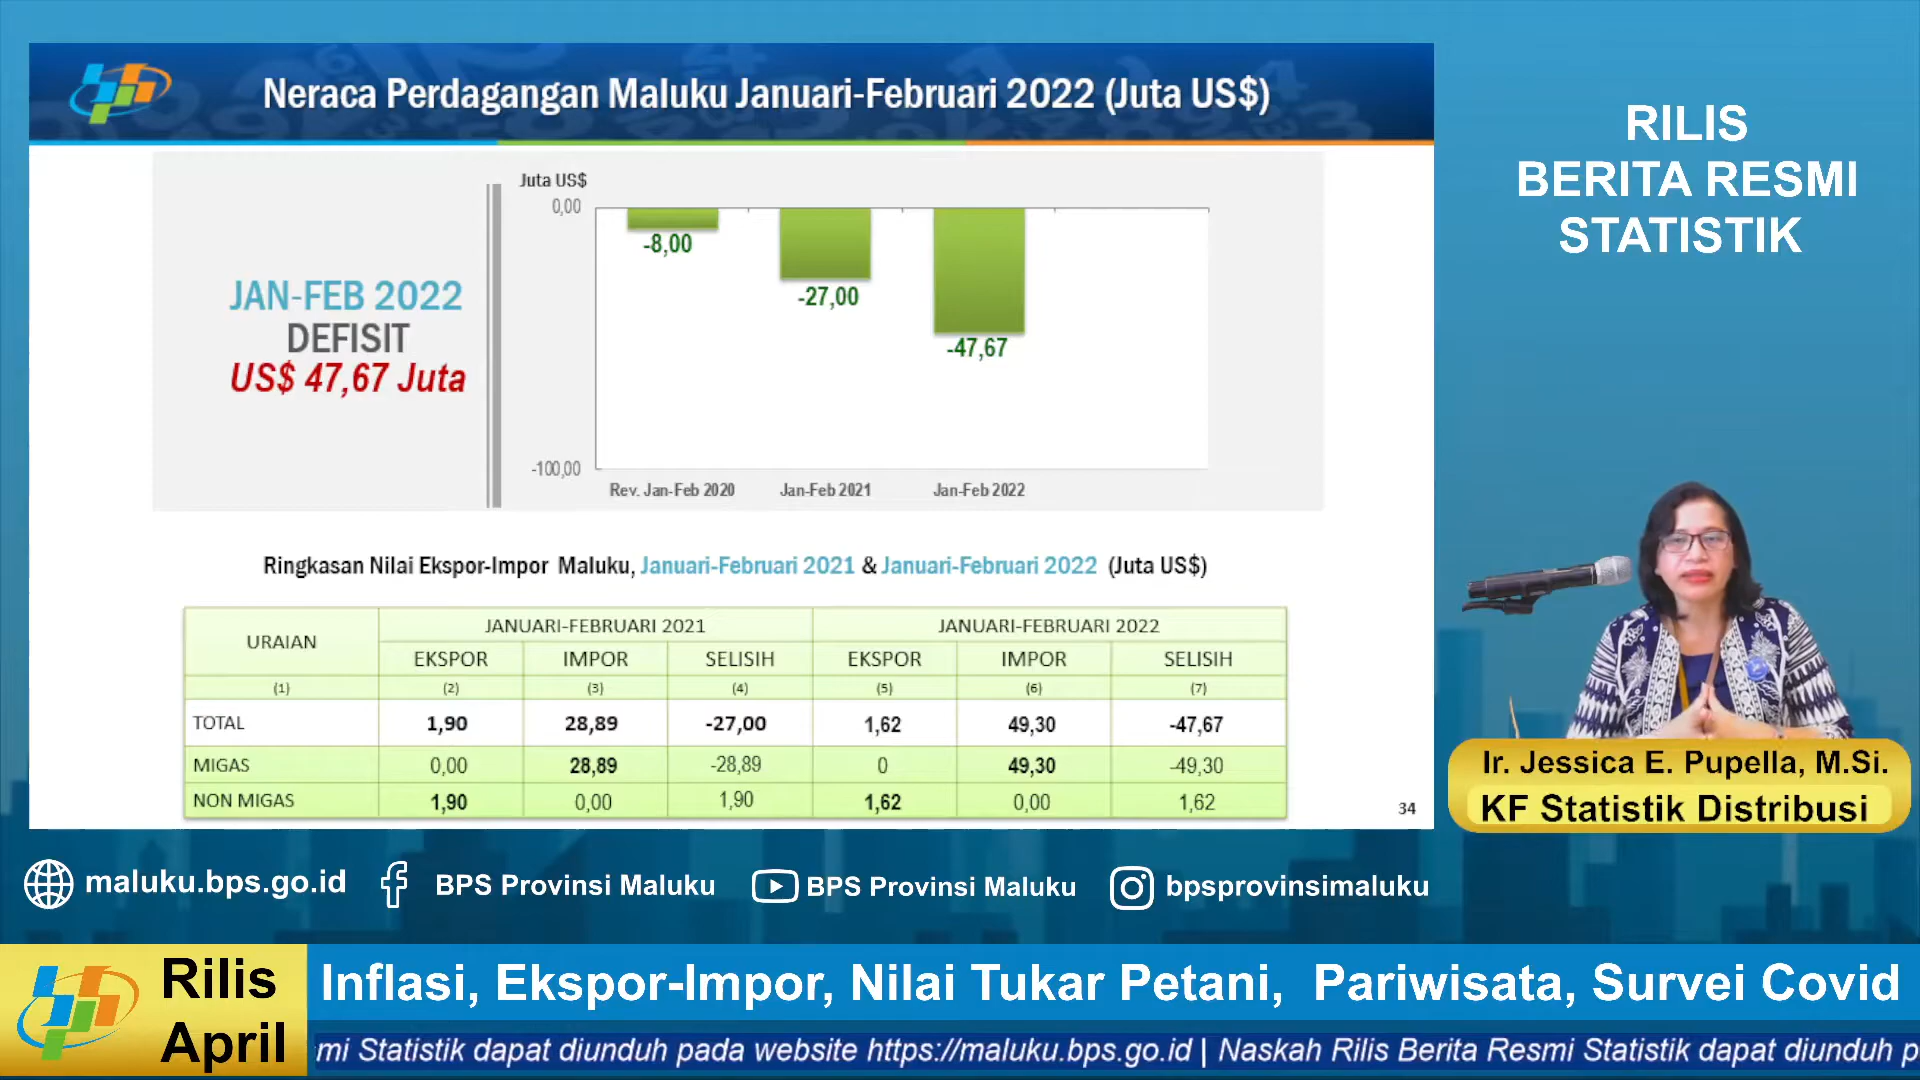 Neraca Perdagangan Maluku Januari-Februari 2022 (Juta US$)
JAN-FEB 2022
DEFISIT
US$ 47,67 Juta
Juta US$
0,00
-8,00
-27,00
-47,67
-100,00
Rev. Jan-Feb 2020 Jan-Feb 2021 Jan-Feb 2022
Ringkasan Nilai Ekspor-Impor Maluku, Januari-Februari 2021 & Januari-Februari 2022 (Juta US$)
URAIAN JANUARI-FEBRUARI 2021 JANUARI-FEBRUARI 2022
EKSPOR IMPOR SELISIH EKSPOR IMPOR SELISIH
(1) (2) (3) (4) (5) (6) (7)
TOTAL 1,90 28,89 -27,00 1,62 49,30 -47,67
MIGAS 0,00 28,89 -28,89 0 49,30 -49,30
NON MIGAS 1,90 0,00 1,90 1,62 0,00 1,62
34
RILIS
BERITA RESMI
STATISTIK
Ir. Jessica E. Pupella, M.Si.
KF Statistik Distribusi
maluku.bps.go.id BPS Provinsi Maluku BPS Provinsi Maluku bpsprovinsimaluku
Rilis
April
Inflasi, Ekspor-Impor, Nilai Tukar Petani, Pariwisata, Survei Covid
mi Statistik dapat diunduh pada website https://maluku.bps.go.id | Naskah Rilis Berita Resmi Statistik dapat diunduh p